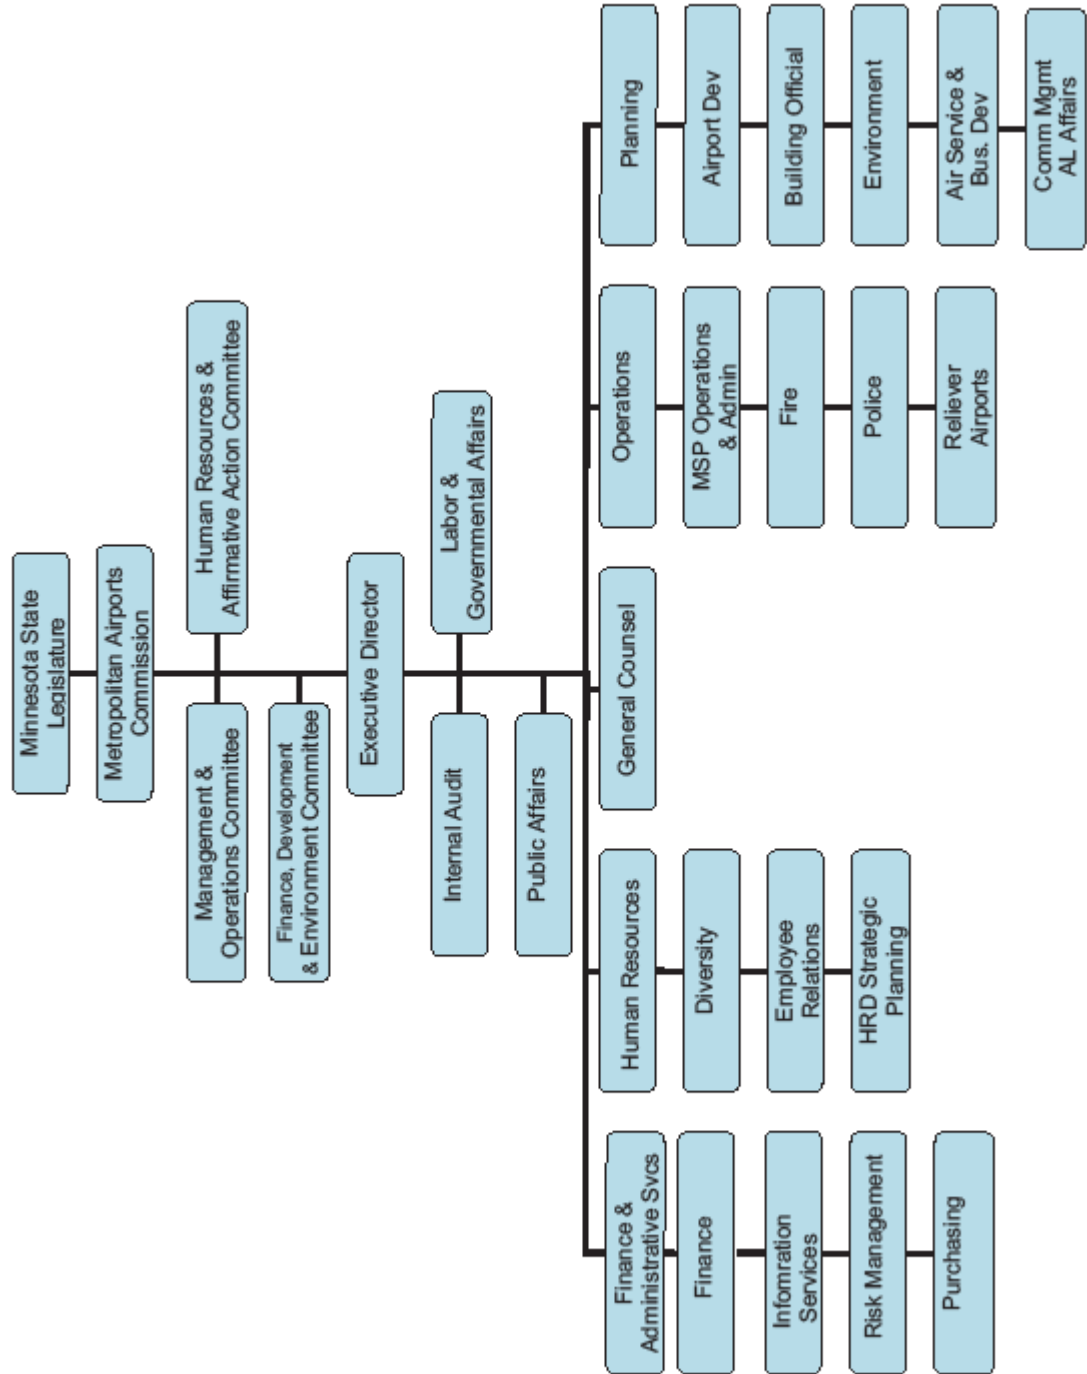 Minnesota State
Legislature
Metropolitan Airports
Commission
Management &
Operations Committee
Human Resources &
Affirmative Action Committee
Finance, Development
& Environment Committee
Executive Director
Internal Audit
Labor &
Governmental Affairs
Public Affairs
Finance &
Administrative Svcs
Finance
Infomration
Services
Risk Management
Purchasing
Human Resources
Diversity
Employee
Relations
HRD Strategic
Planning
General Counsel
Operations
MSP Operations
& Admin
Fire
Police
Reliever
Airports
Planning
Airport Dev
Building Official
Environment
Air Service &
Bus. Dev
Comm Mgmt
AL Affairs